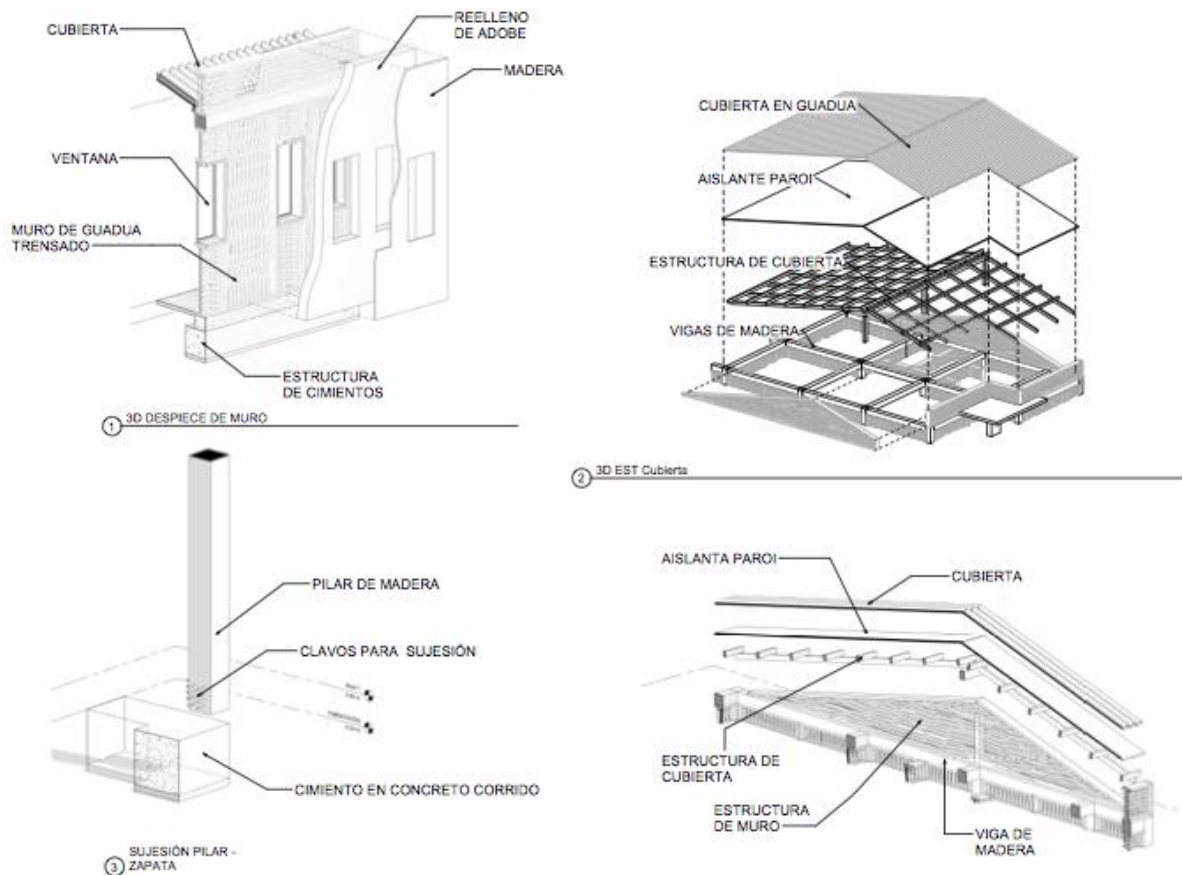 CUBIERTA
REELLENO
DE ADOBE
MADERA
VENTANA
MURO DE GUADUA
TRENSADO
ESTRUCTURA
DE CIMIENTOS
1
3D DESPIECE DE MURO
CUBIERTA EN GUADUA
AISLANTE PAROI
ESTRUCTURA DE CUBIERTA
VIGAS DE MADERA
2
3D EST Cubierta
PILAR DE MADERA
CLAVOS PARA SUJESIÓN
CIMIENTO EN CONCRETO CORRIDO
3
SUJESIÓN PILAR -
ZAPATA
AISLANTA PAROI
CUBIERTA
ESTRUCTURA DE
CUBIERTA
ESTRUCTURA
DE MURO
VIGA DE
MADERA